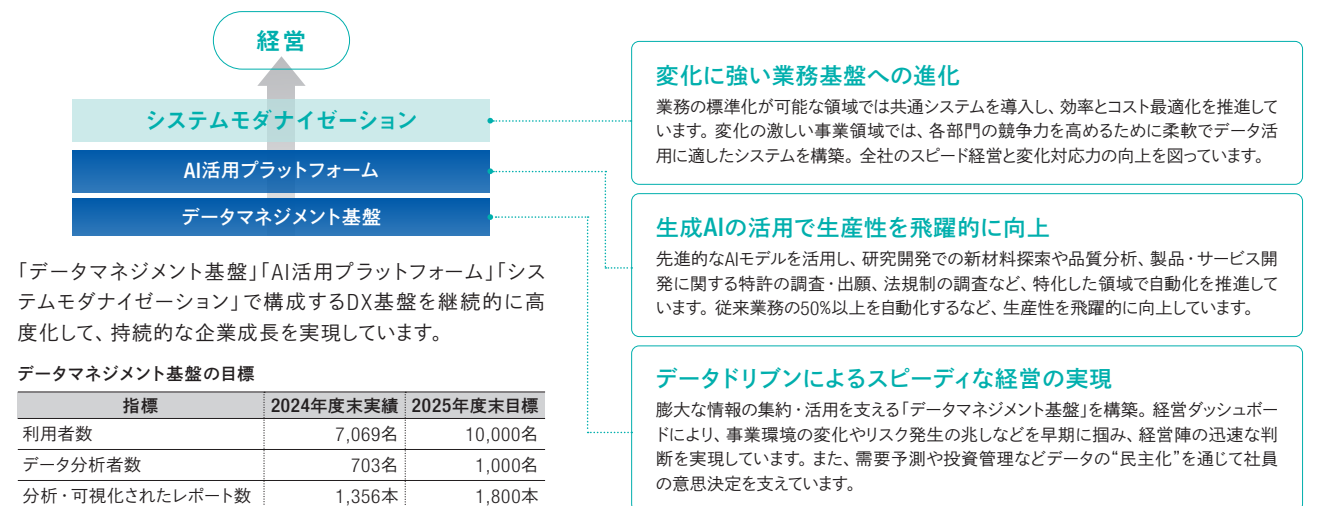 経営
システムモダナイゼーション
AI活用プラットフォーム
データマネジメント基盤
「データマネジメント基盤」「AI活用プラットフォーム」「シス
テムモダナイゼーション」で構成するDX基盤を継続的に高
度化して、持続的な企業成長を実現しています。
データマネジメント基盤の目標
指標 2024年度末実績 2025年度末目標
利用者数 7,069名 10,000名
データ分析者数 703名 1,000名
分析・可視化されたレポート数 1,356本 1,800本
変化に強い業務基盤への進化
業務の標準化が可能な領域では共通システムを導入し、効率とコスト最適化を推進して
います。変化の激しい事業領域では、各部門の競争力を高めるために柔軟でデータ活
用に適したシステムを構築。全社のスピード経営と変化対応力の向上を図っています。
生成AIの活用で生産性を飛躍的に向上
先進的なAIモデルを活用し、研究開発での新材料探索や品質分析、製品・サービス開
発に関する特許の調査・出願、法規制の調査など、特化した領域で自動化を推進して
います。従来業務の50%以上を自動化するなど、生産性を飛躍的に向上しています。
データドリブンによるスピーディな経営の実現
膨大な情報の集約・活用を支える「データマネジメント基盤」を構築。経営ダッシュボー
ドにより、事業環境の変化やリスク発生の兆しなどを早期に掴み、経営陣の迅速な判
断を実現しています。また、需要予測や投資管理などデータの“民主化”を通じて社員
の意思決定を支えています。